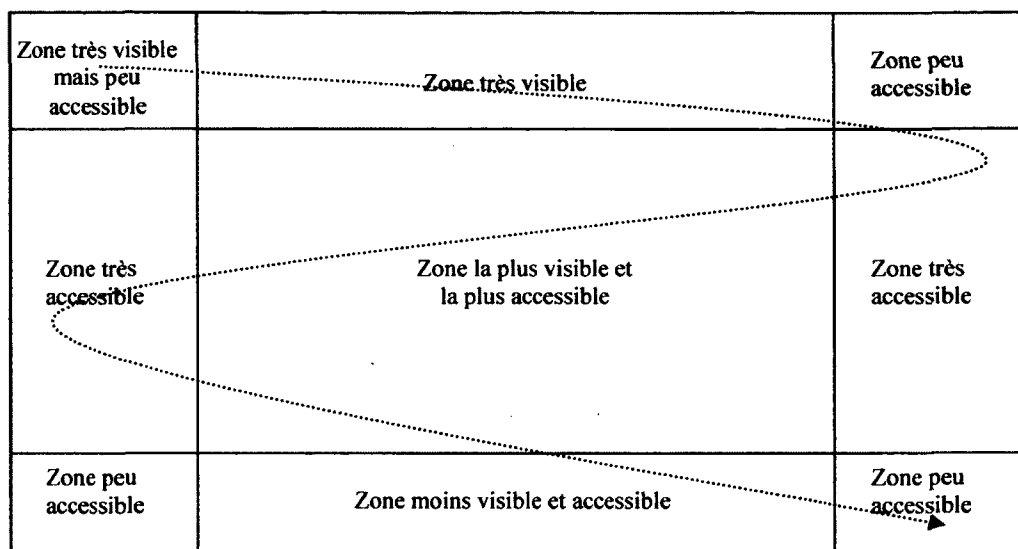 Zone très visible
mais peu
accessible
Zone très visible
Zone peu
accessible
Zone très
accessible
Zone la plus visible et
la plus accessible
Zone très
accessible
Zone peu
accessible
Zone moins visible et accessible
Zone peu
accessible